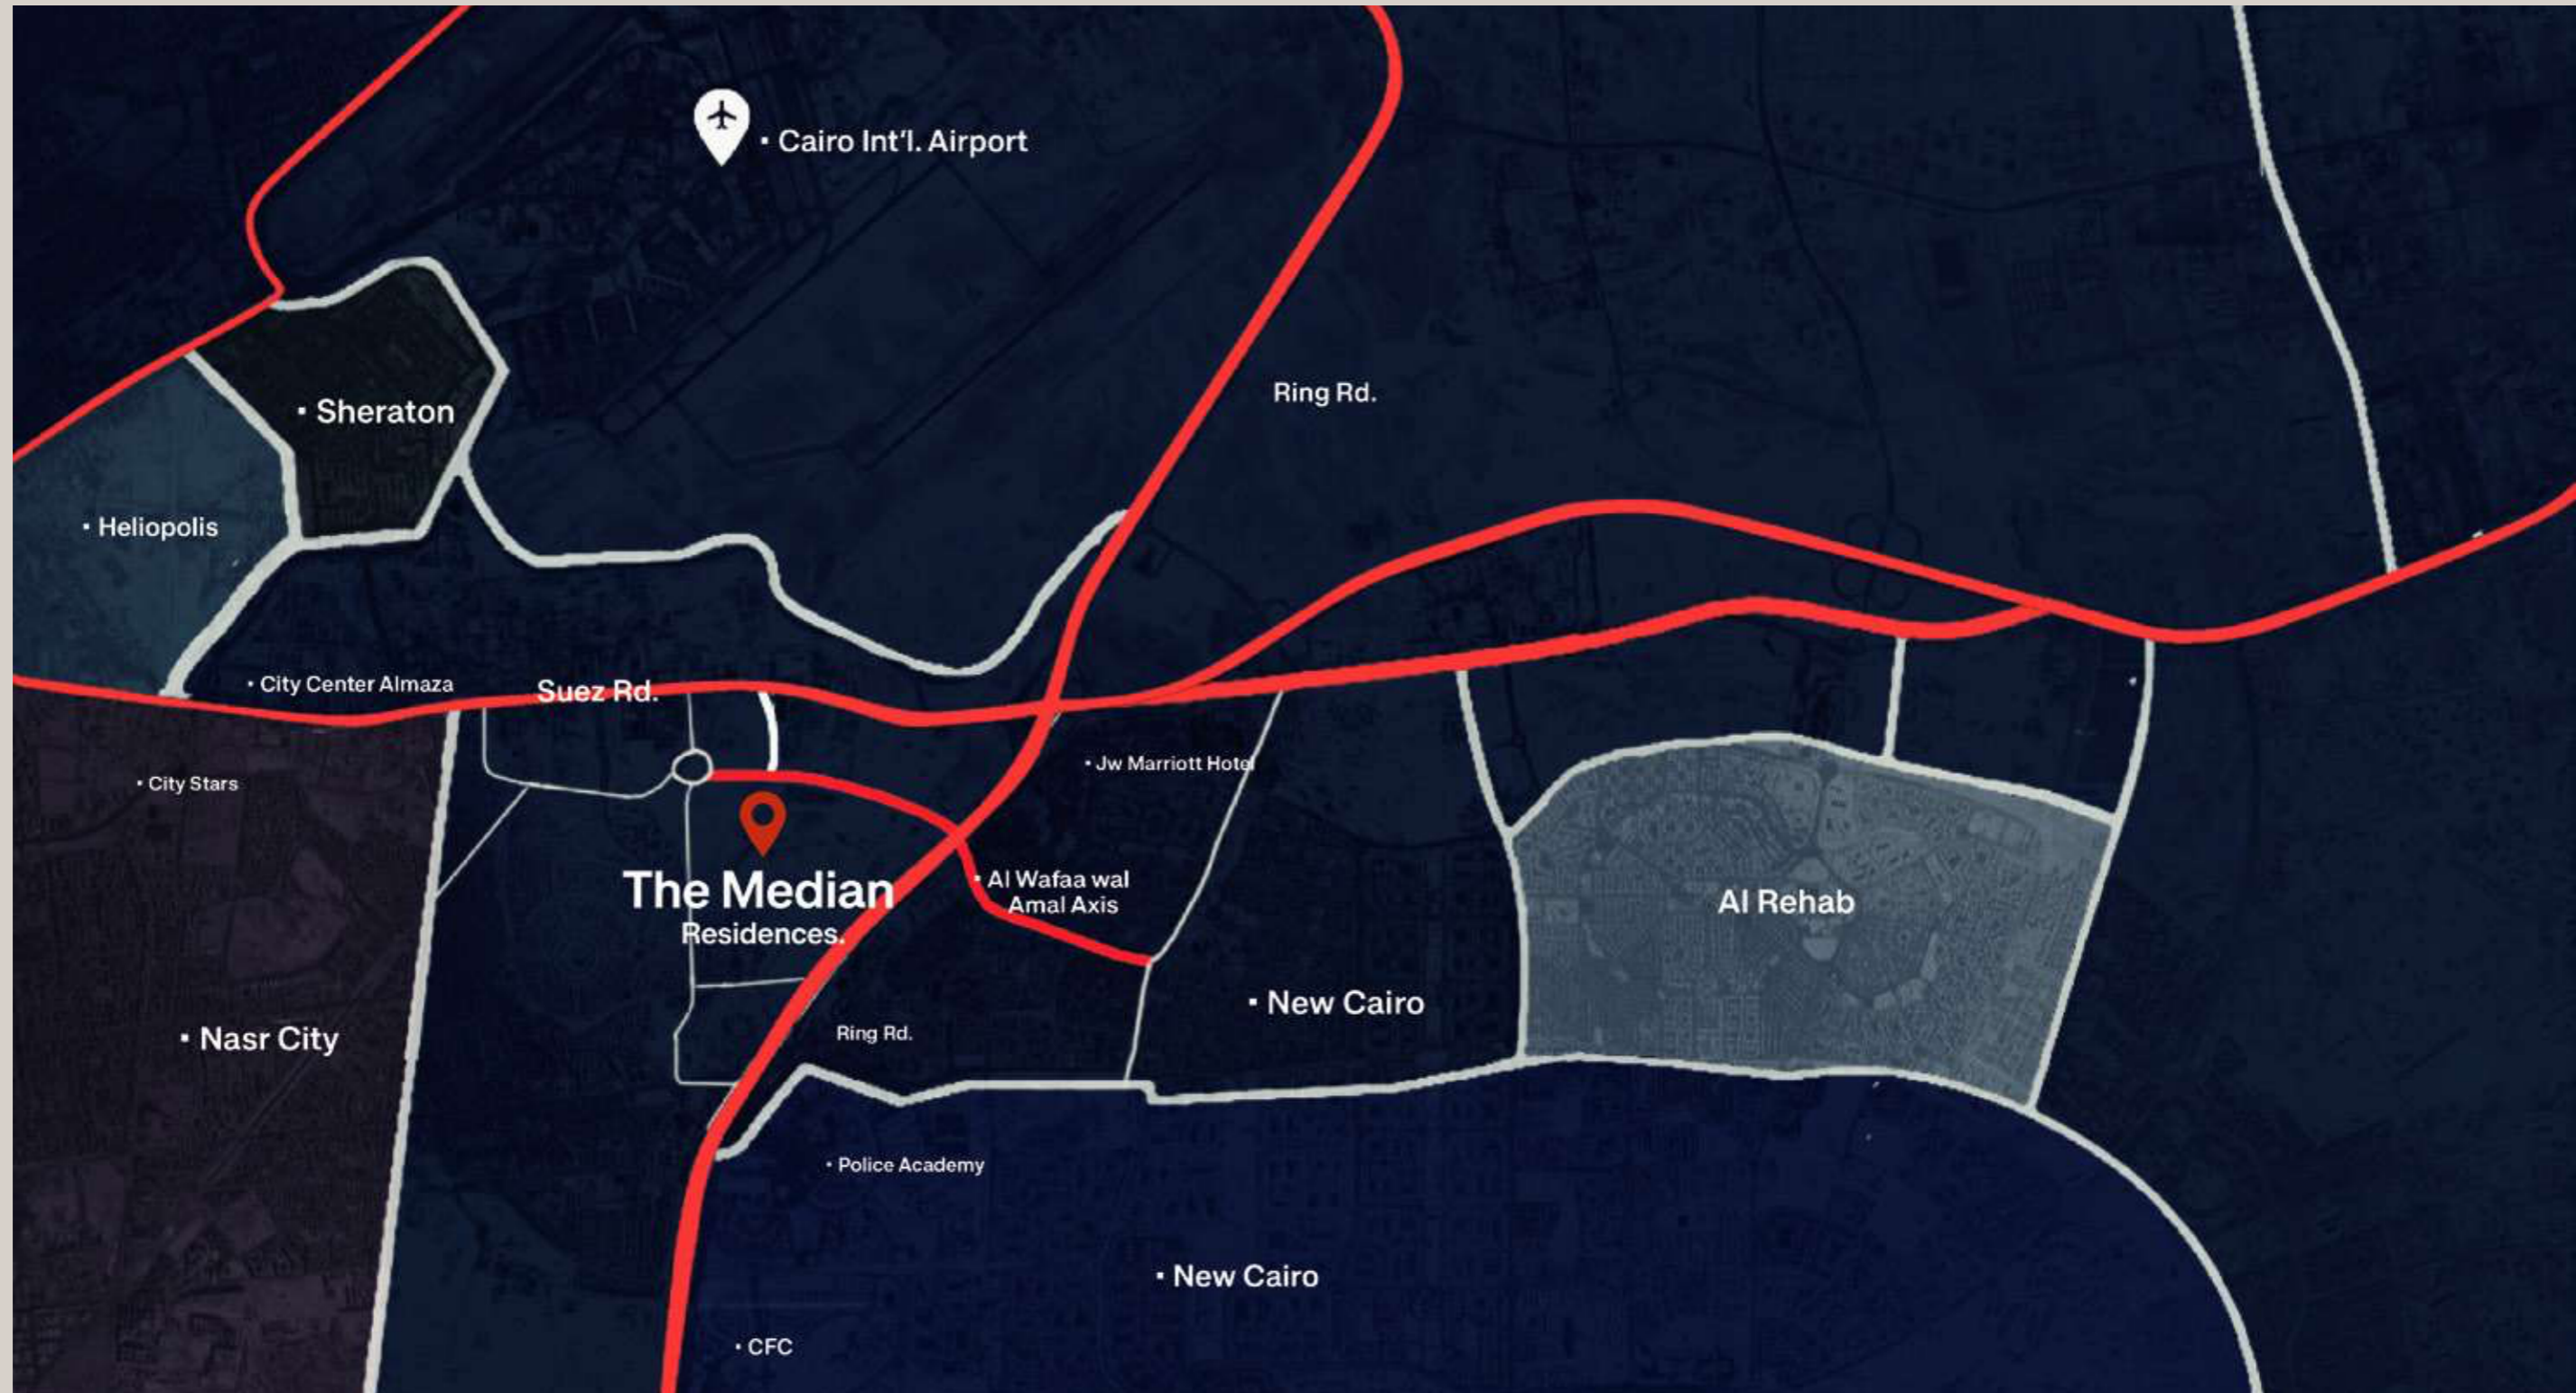 Cairo Int'l. Airport
Ring Rd.
Sheraton
Heliopolis
City Center Almaza
Suez Rd.
City Stars
Jw Marriott Hotel
The Median
Residences.
Al Wafaa wal
Amal Axis
Al Rehab
New Cairo
Nasr City
Ring Rd.
Police Academy
New Cairo
CFC